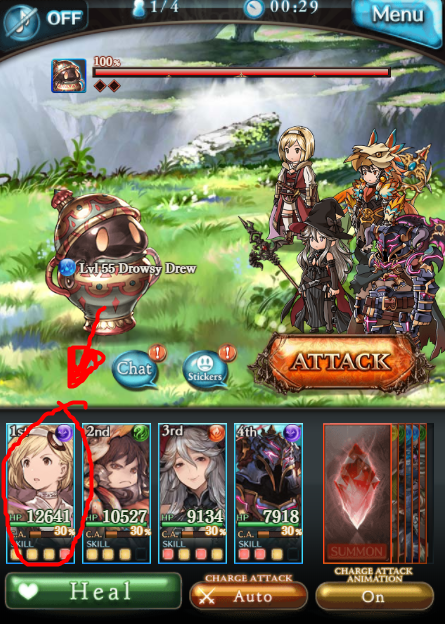 OFF
1/4
00:29
Menu
100%
Lvl 55 Drowsy Drew
Chat
!
Stickers
!
ATTACK
1st
2nd
3rd
4th
HP 12641
HP 10527
HP 9134
HP 7918
C.A. 30%
C.A. 30%
C.A. 30%
C.A. 30%
SKILL
SKILL
SKILL
SKILL
SUMMON
Heal
CHARGE ATTACK
Auto
CHARGE ATTACK
ANIMATION
On